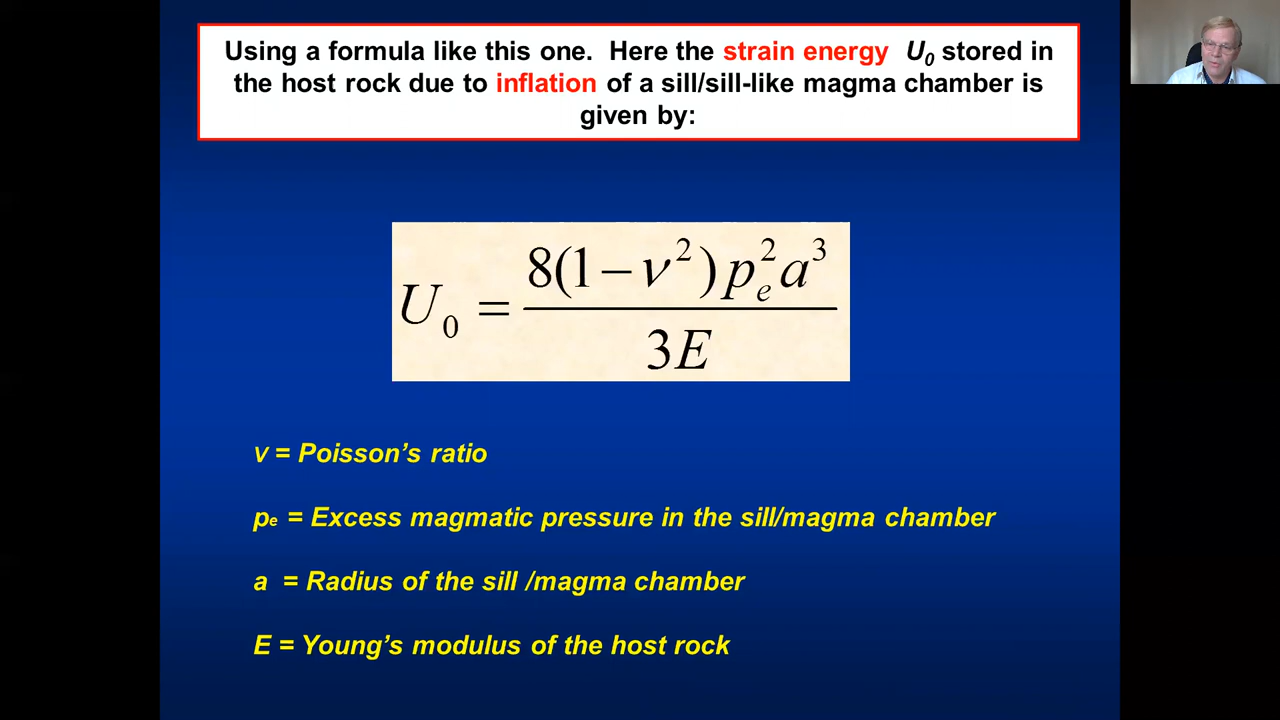 Using a formula like this one.  Here the strain energy  U₀ stored in
the host rock due to inflation of a sill/sill-like magma chamber is
given by:
U₀ = 8(1 − ν²) pₑ² a³ / 3E
ν = Poisson's ratio
pₑ = Excess magmatic pressure in the sill/magma chamber
a = Radius of the sill /magma chamber
E = Young's modulus of the host rock